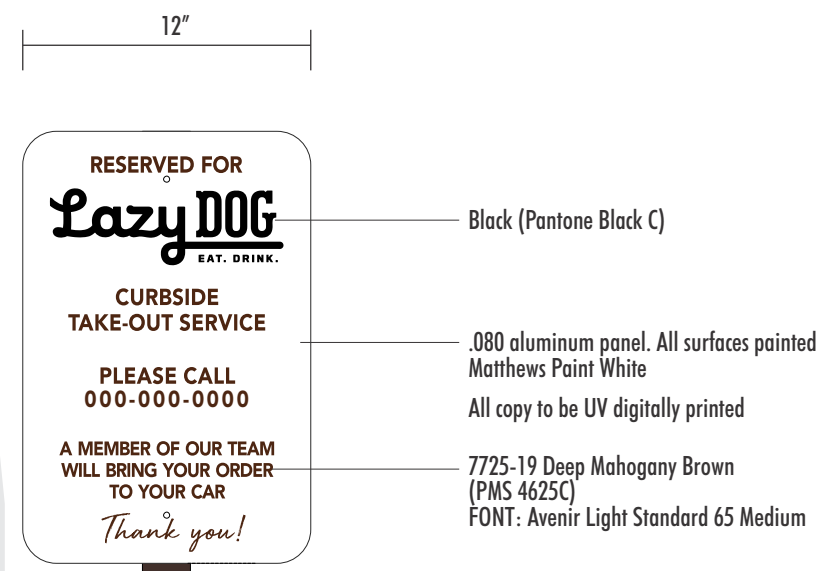 12”
RESERVED FOR
Lazy DOG
EAT. DRINK.
CURBSIDE
TAKE-OUT SERVICE
PLEASE CALL
000-000-0000
A MEMBER OF OUR TEAM
WILL BRING YOUR ORDER
TO YOUR CAR
Thank you!
Black (Pantone Black C)
.080 aluminum panel. All surfaces painted
Matthews Paint White
All copy to be UV digitally printed
7725-19 Deep Mahogany Brown
(PMS 4625C)
FONT: Avenir Light Standard 65 Medium